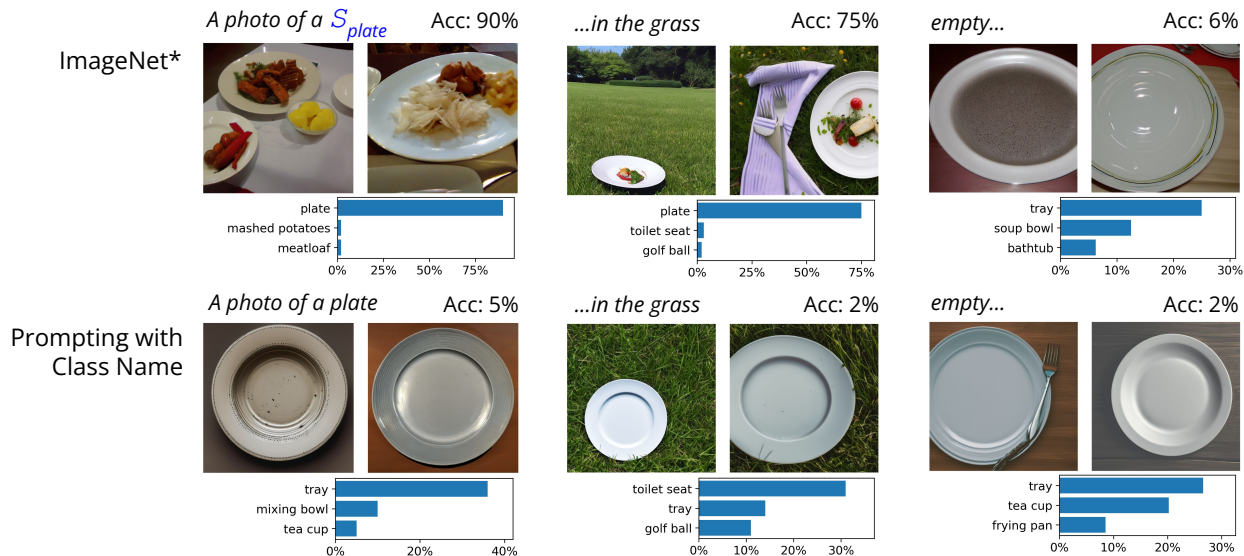 A photo of a S_plate Acc: 90%
...in the grass Acc: 75%
empty... Acc: 6%
ImageNet*
plate
mashed potatoes
meatloaf
0% 25% 50% 75%
plate
toilet seat
golf ball
0% 25% 50% 75%
tray
soup bowl
bathtub
0% 10% 20% 30%
A photo of a plate Acc: 5%
...in the grass Acc: 2%
empty... Acc: 2%
Prompting with
Class Name
tray
mixing bowl
tea cup
0% 20% 40%
toilet seat
tray
golf ball
0% 10% 20% 30%
tray
tea cup
frying pan
0% 10% 20% 30%